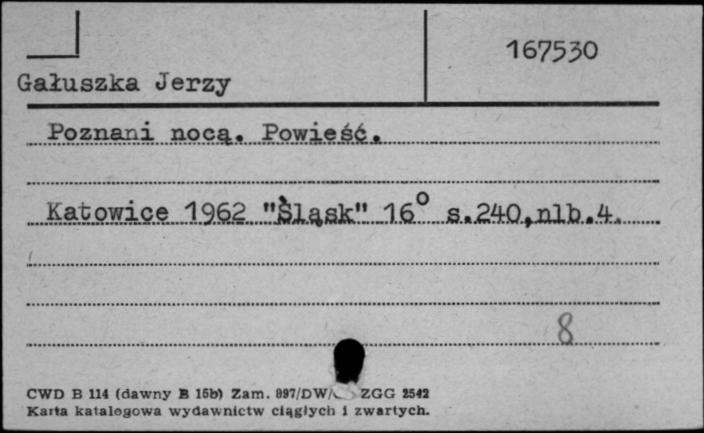 167530
Gałuszka Jerzy
Poznani nocą. Powieść.
Katowice 1962 "Śląsk" 16° s.240,nlb.4.
8
CWD B 114 (dawny B 15b) Zam. 897/DW/ ZGG 2542
Karta katalogowa wydawnictw ciągłych i zwartych.